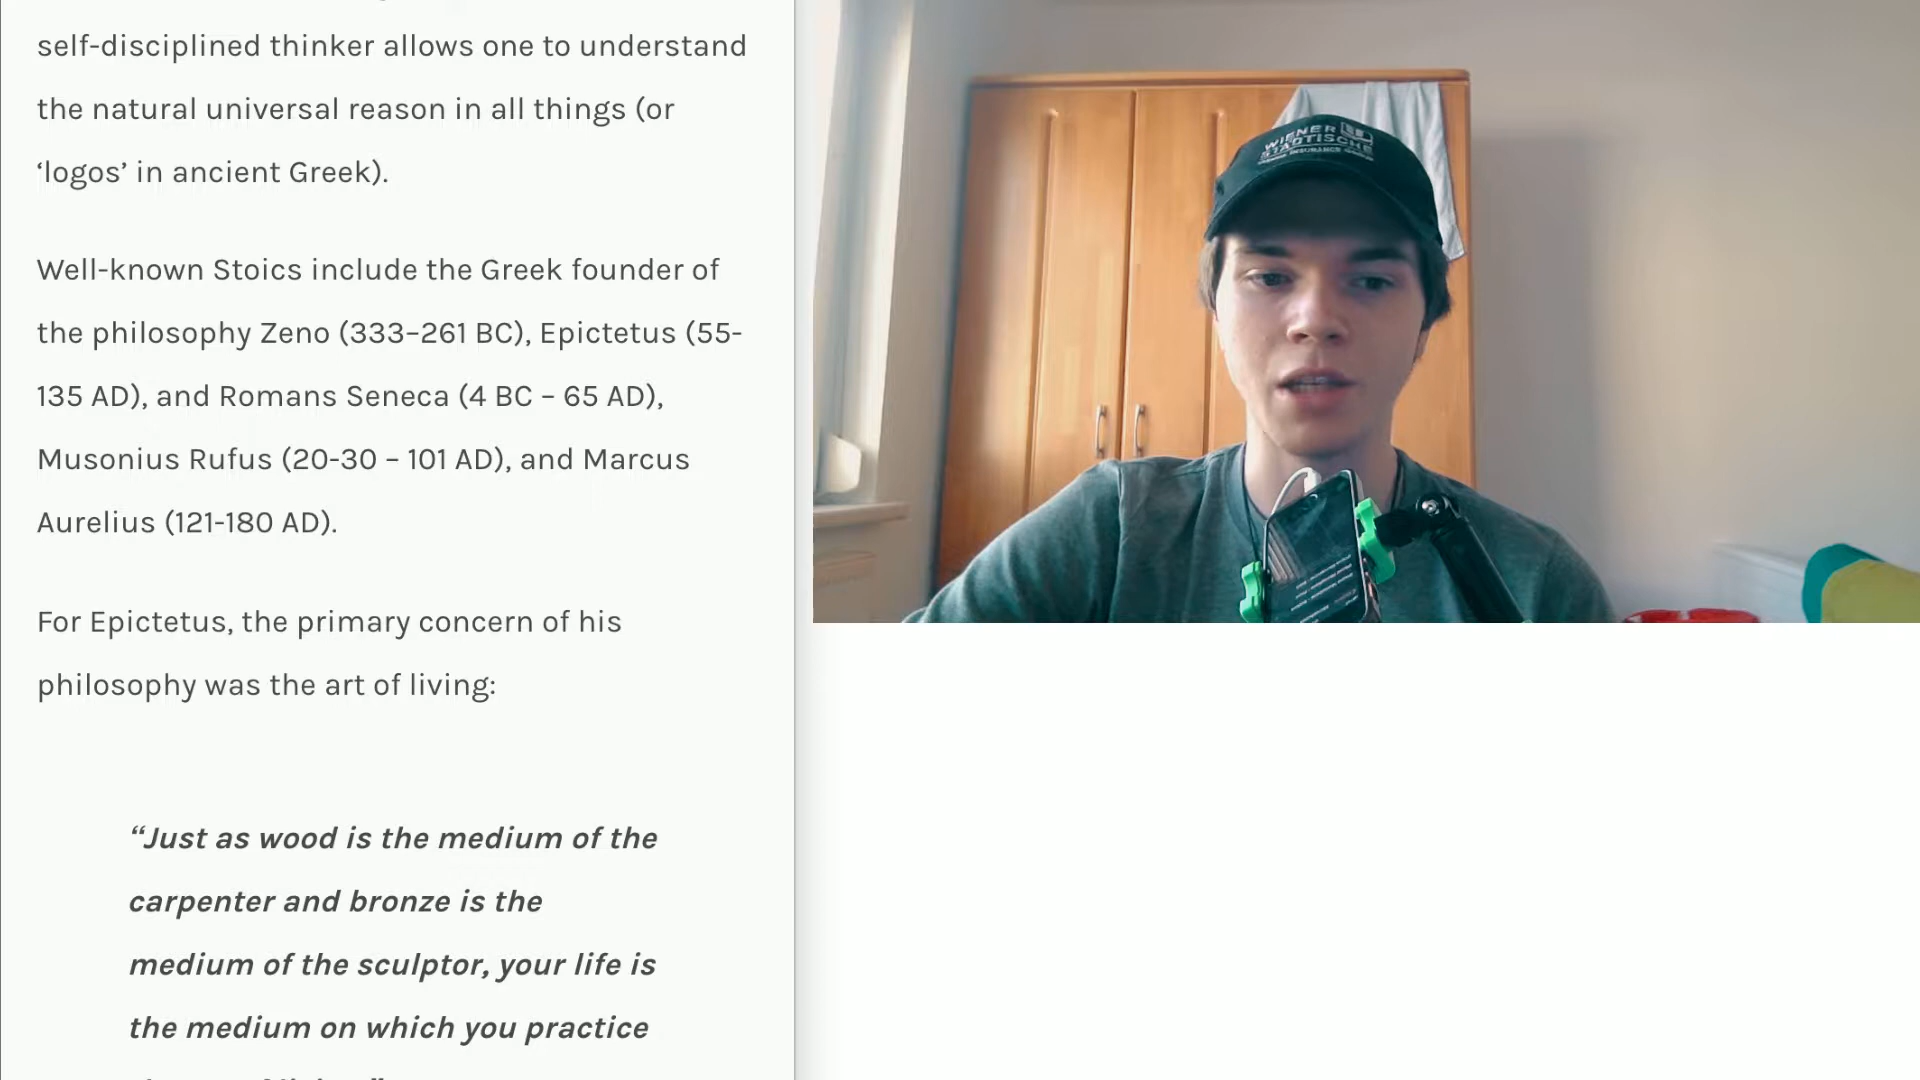 self-disciplined thinker allows one to understand
the natural universal reason in all things (or
‘logos’ in ancient Greek).
Well-known Stoics include the Greek founder of
the philosophy Zeno (333–261 BC), Epictetus (55-
135 AD), and Romans Seneca (4 BC – 65 AD),
Musonius Rufus (20-30 – 101 AD), and Marcus
Aurelius (121-180 AD).
For Epictetus, the primary concern of his
philosophy was the art of living:
“Just as wood is the medium of the
carpenter and bronze is the
medium of the sculptor, your life is
the medium on which you practice
WIENER
STÄDTISCHE